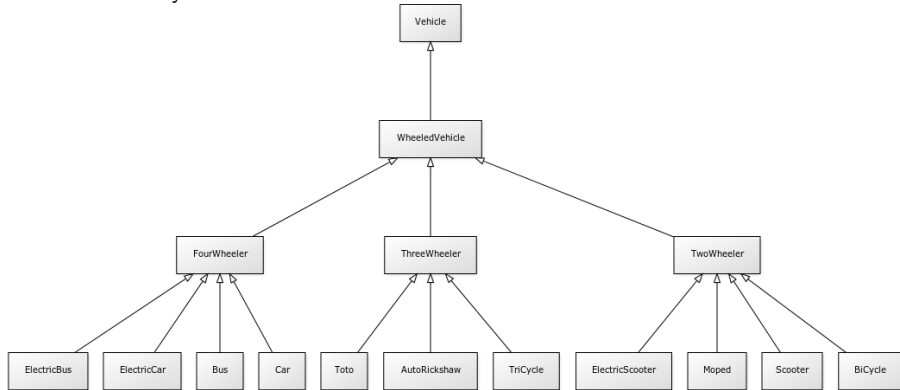 Vehicle
WheeledVehicle
FourWheeler
ThreeWheeler
TwoWheeler
ElectricBus
ElectricCar
Bus
Car
Toto
AutoRickshaw
TriCycle
ElectricScooter
Moped
Scooter
BiCycle